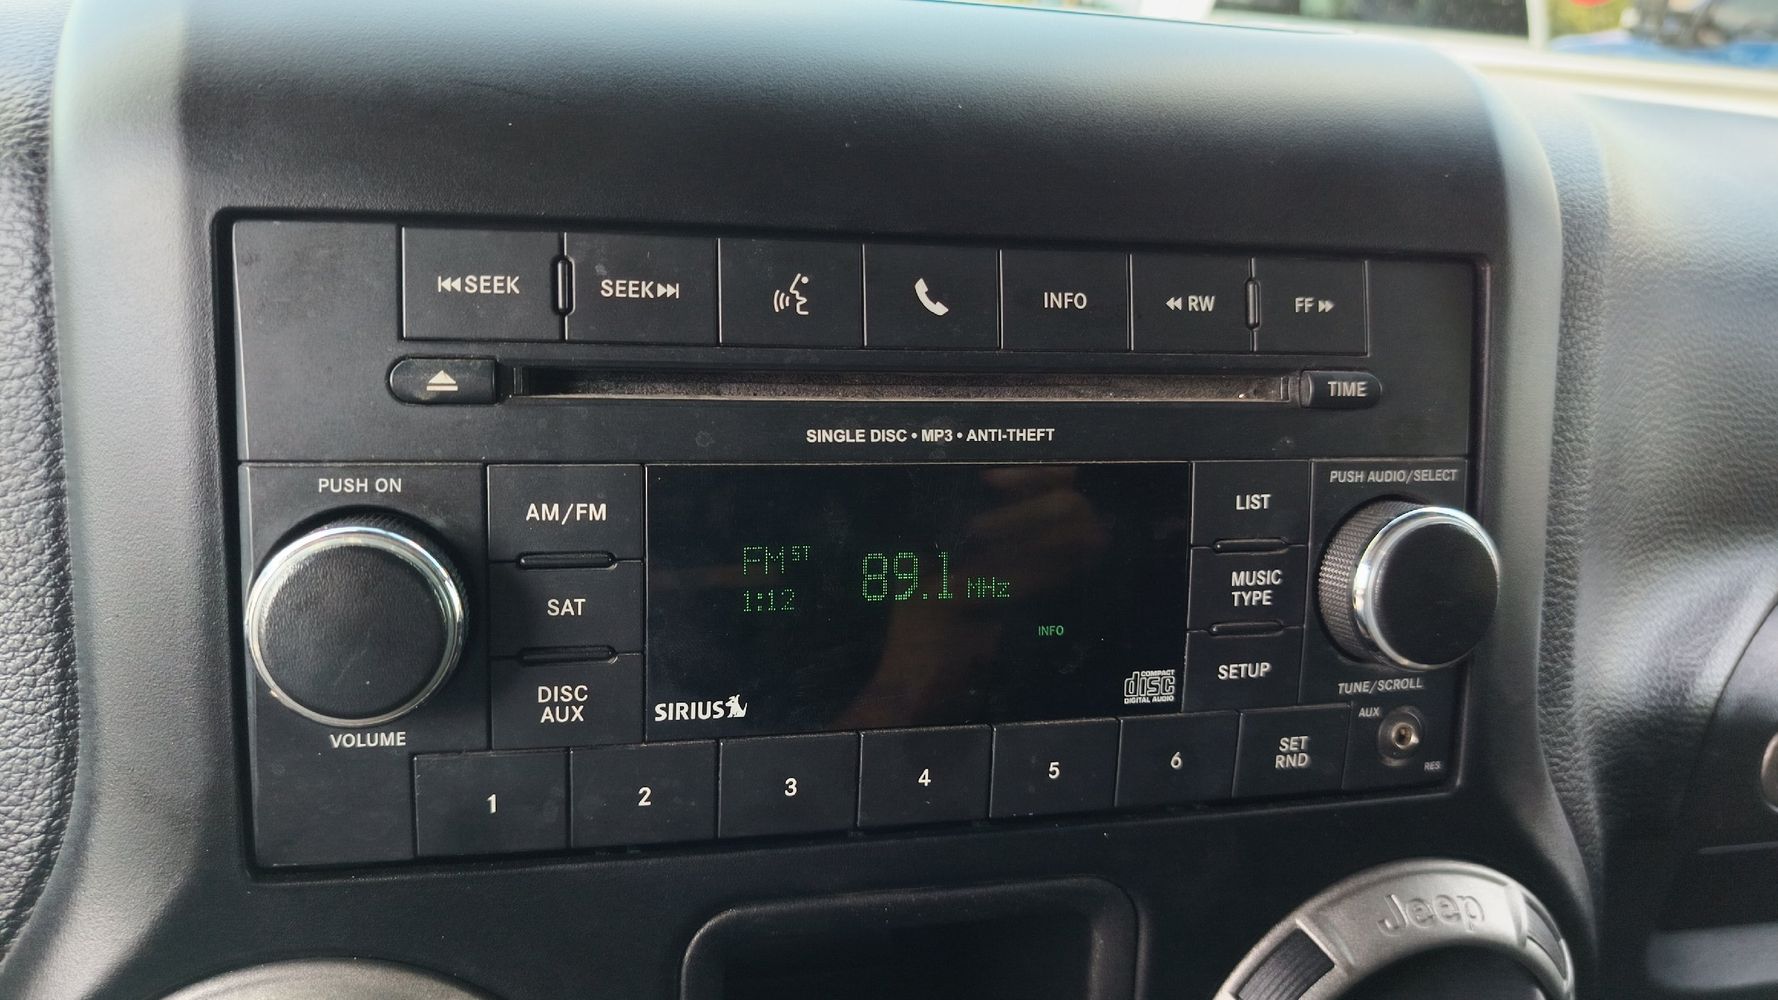 SEEK
SEEK
INFO
RW
FF
TIME
SINGLE DISC • MP3 • ANTI-THEFT
PUSH ON
VOLUME
AM/FM
SAT
DISC
AUX
FM ST
1:12
89.1 MHz
INFO
SIRIUS
COMPACT
disc
DIGITAL AUDIO
LIST
MUSIC
TYPE
SETUP
PUSH AUDIO/SELECT
TUNE/SCROLL
AUX
RES
1
2
3
4
5
6
SET
RND
Jeep